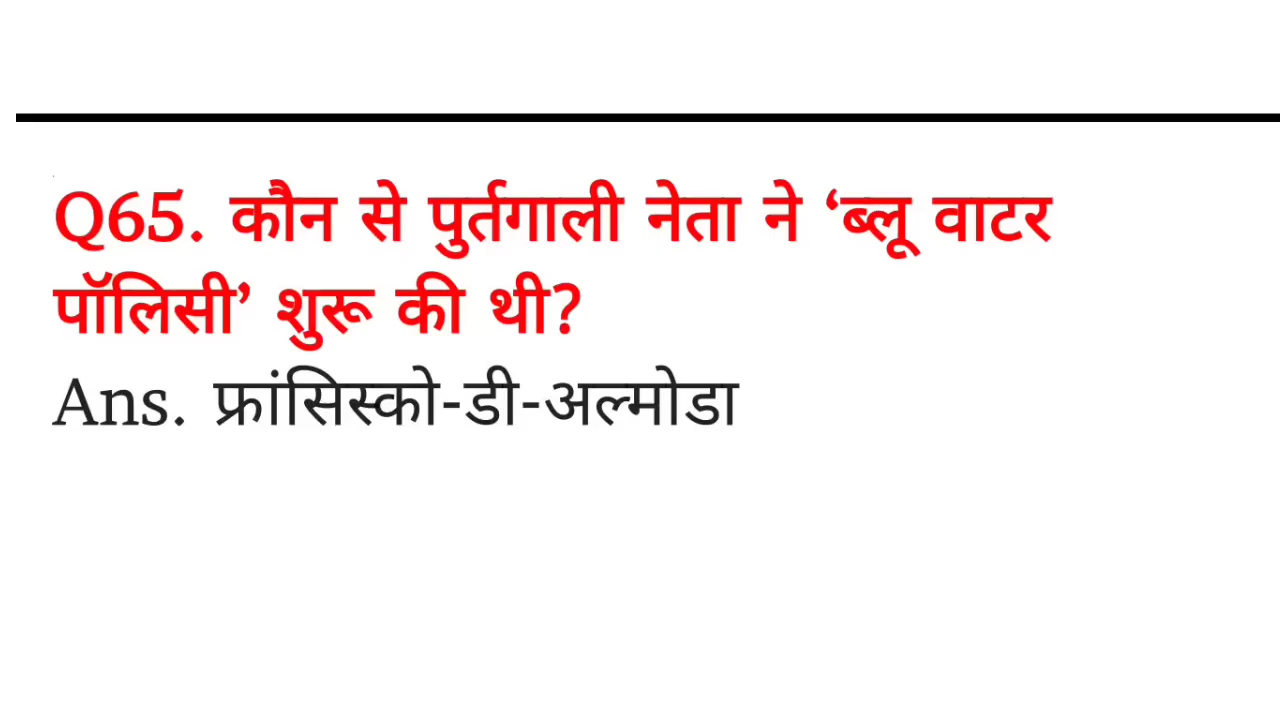 Q65. कौन से पुर्तगाली नेता ने ‘ब्लू वाटर
पॉलिसी’ शुरू की थी?
Ans. फ्रांसिस्को-डी-अल्मोडा